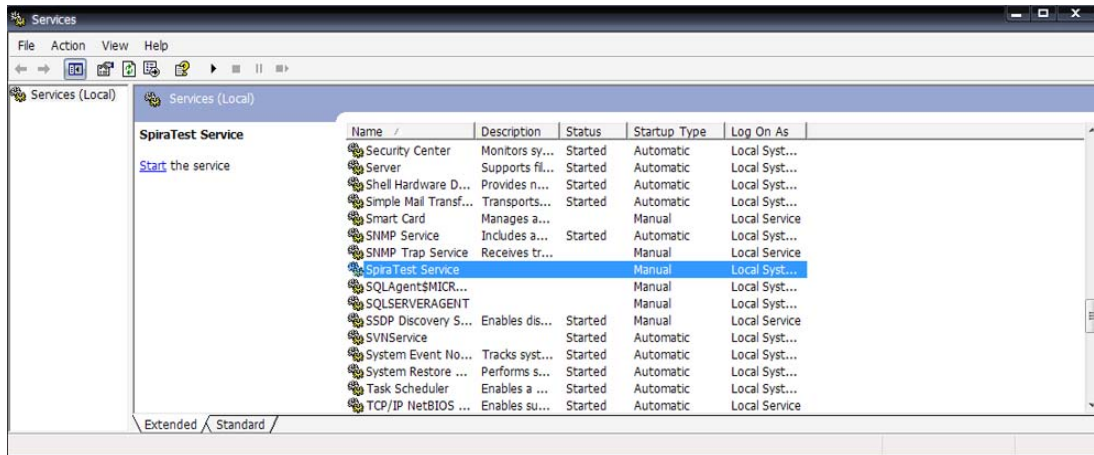 Services
File Action View Help
Services (Local)
Services (Local)
SpiraTest Service
Start the service
Name Description Status Startup Type Log On As
Security Center Monitors sy... Started Automatic Local Syst...
Server Supports fil... Started Automatic Local Syst...
Shell Hardware D... Provides n... Started Automatic Local Syst...
Simple Mail Transf... Transports... Started Automatic Local Syst...
Smart Card Manages a... Manual Local Service
SNMP Service Includes a... Started Automatic Local Syst...
SNMP Trap Service Receives tr... Manual Local Service
SpiraTest Service Manual Local Syst...
SQLAgent$MICR... Manual Local Syst...
SQLSERVERAGENT Manual Local Syst...
SSDP Discovery S... Enables dis... Started Manual Local Service
SVNService Started Automatic Local Syst...
System Event No... Tracks syst... Started Automatic Local Syst...
System Restore ... Performs s... Started Automatic Local Syst...
Task Scheduler Enables a ... Started Automatic Local Syst...
TCP/IP NetBIOS ... Enables su... Started Automatic Local Service
Extended Standard